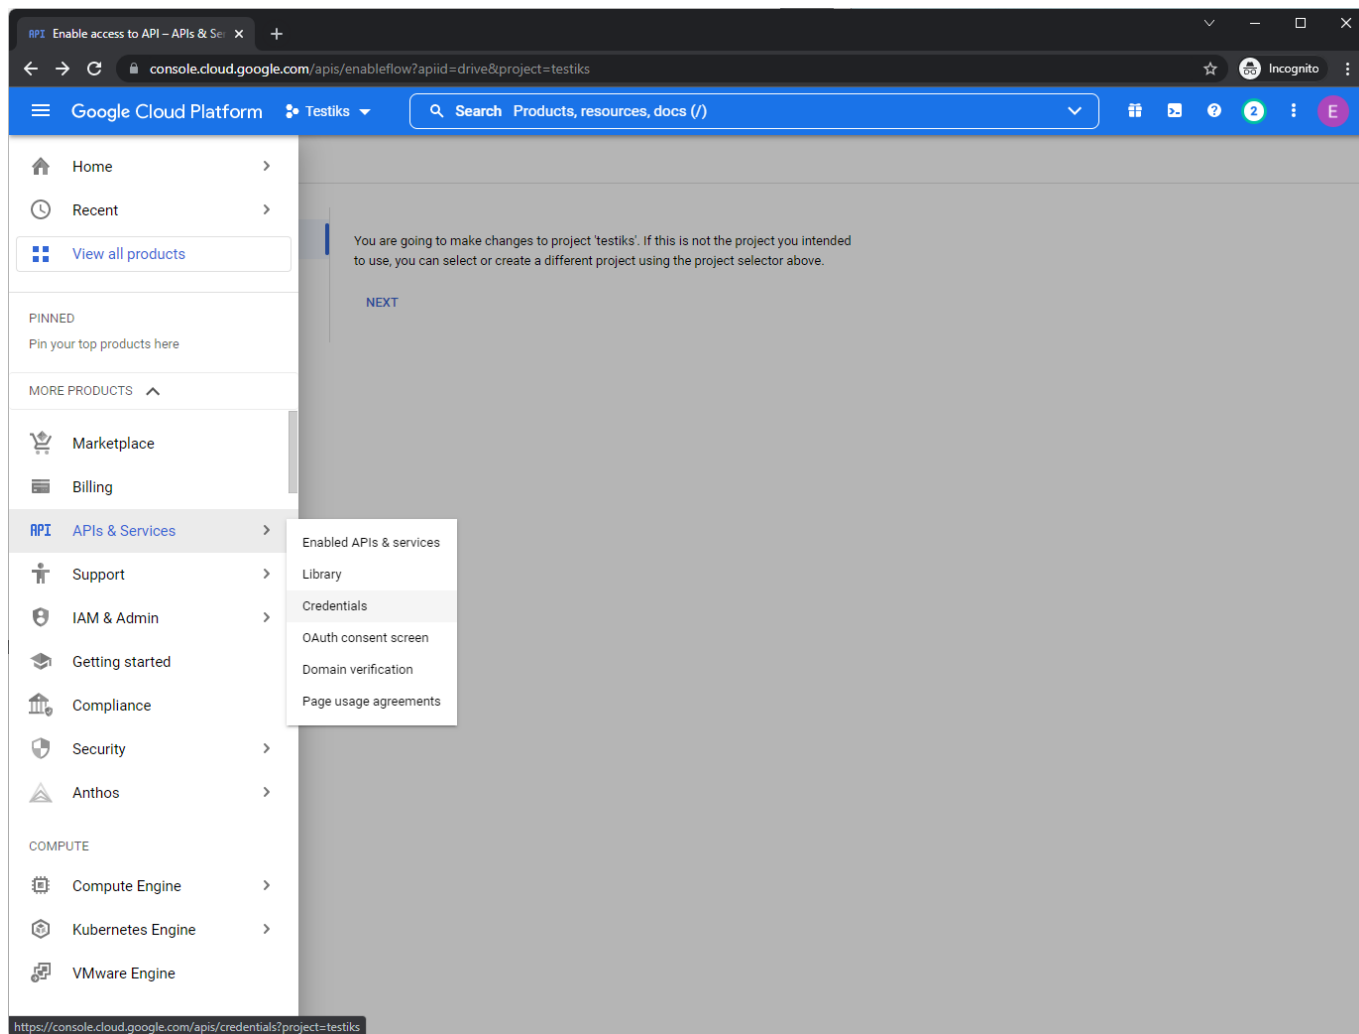 API Enable access to API – APIs & Ser
console.cloud.google.com/apis/enableflow?apiid=drive&project=testiks
Incognito
Google Cloud Platform
Testiks
Search Products, resources, docs (/)
2
E
Home
Recent
View all products
PINNED
Pin your top products here
MORE PRODUCTS
Marketplace
Billing
API APIs & Services
Support
IAM & Admin
Getting started
Compliance
Security
Anthos
COMPUTE
Compute Engine
Kubernetes Engine
VMware Engine
Enabled APIs & services
Library
Credentials
OAuth consent screen
Domain verification
Page usage agreements
You are going to make changes to project 'testiks'. If this is not the project you intended
to use, you can select or create a different project using the project selector above.
NEXT
https://console.cloud.google.com/apis/credentials?project=testiks